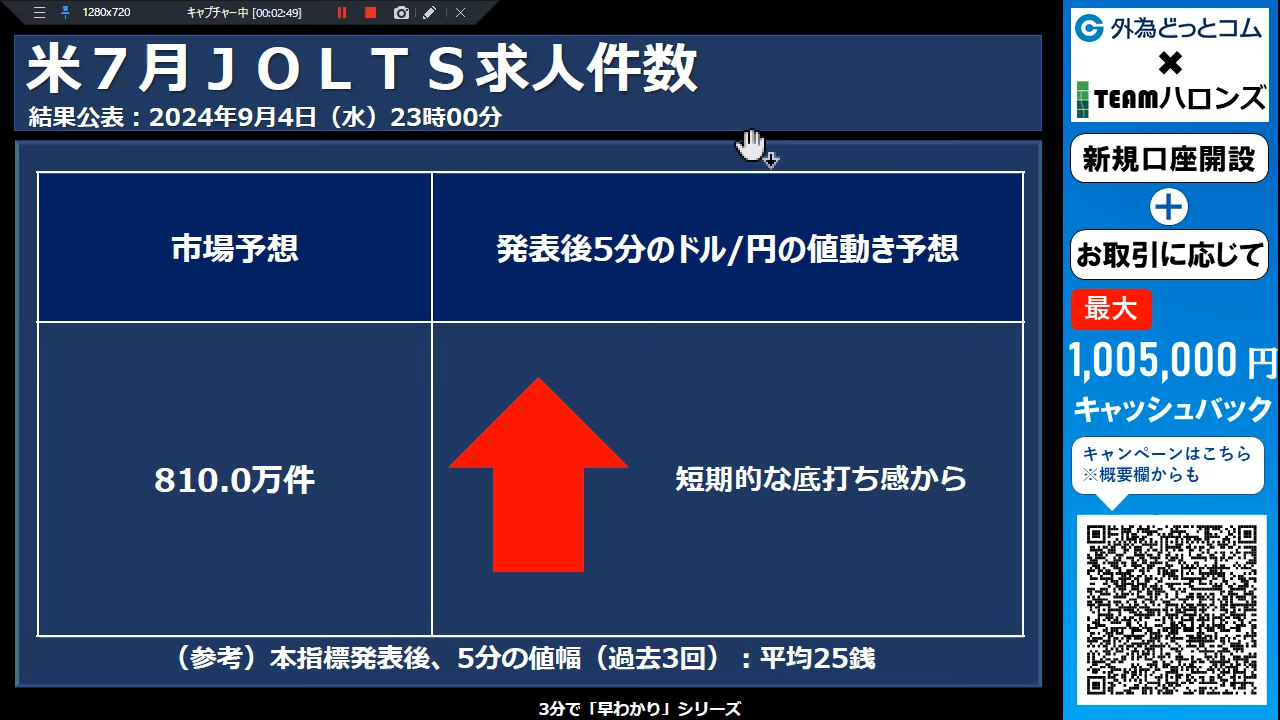 1280x720
キャプチャー中 [00:02:49]
米７月ＪＯＬＴＳ求人件数
結果公表：2024年9月4日（水）23時00分
市場予想
発表後5分のドル/円の値動き予想
810.0万件
短期的な底打ち感から
（参考）本指標発表後、5分の値幅（過去3回）：平均25銭
3分で「早わかり」シリーズ
外為どっとコム
×
TEAMハロンズ
新規口座開設
+
お取引に応じて
最大
1,005,000 円
キャッシュバック
キャンペーンはこちら
※概要欄からも